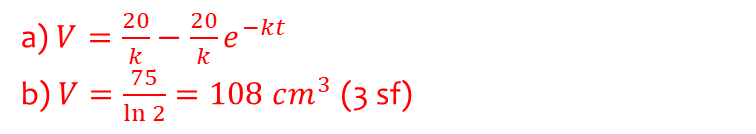 a) V = 20/k − 20/k e^−kt
b) V = 75/ln 2 = 108 cm³ (3 sf)